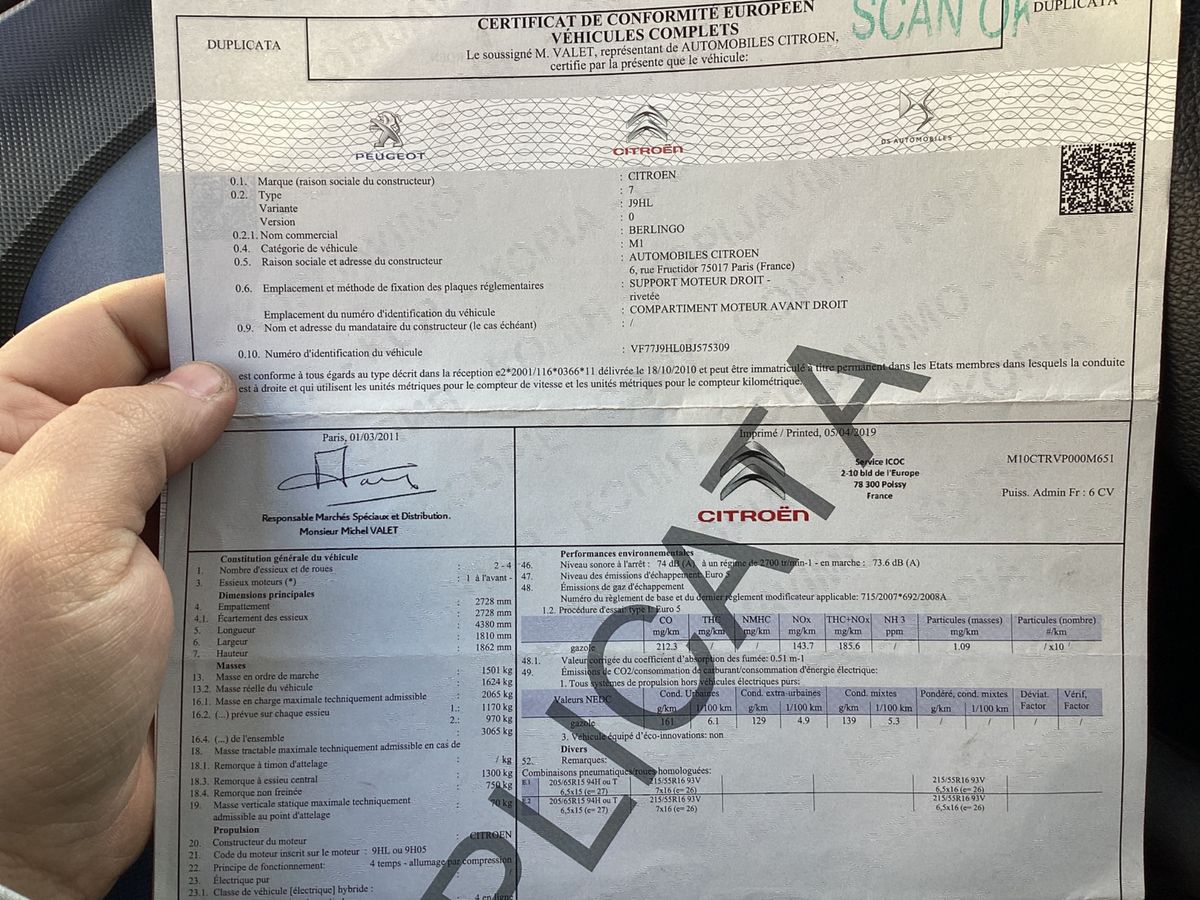 DUPLICATA
CERTIFICAT DE CONFORMITÉ EUROPÉEN
VÉHICULES COMPLETS
Le soussigné M. VALET, représentant de AUTOMOBILES CITROEN,
certifie par la présente que le véhicule:
SCAN OK
DUPLICATA
PEUGEOT
CITROËN
DS AUTOMOBILES
0.1. Marque (raison sociale du constructeur) : CITROEN
0.2. Type : 7
Variante : J9HL
Version : 0
0.2.1. Nom commercial : BERLINGO
0.4. Catégorie de véhicule : M1
0.5. Raison sociale et adresse du constructeur : AUTOMOBILES CITROEN
6, rue Fructidor 75017 Paris (France)
0.6. Emplacement et méthode de fixation des plaques réglementaires : SUPPORT MOTEUR DROIT -
rivetée
Emplacement du numéro d'identification du véhicule : COMPARTIMENT MOTEUR AVANT DROIT
0.9. Nom et adresse du mandataire du constructeur (le cas échéant) : /
0.10. Numéro d'identification du véhicule : VF77J9HL0BJ575309
est conforme à tous égards au type décrit dans la réception e2*2001/116*0366*11 délivrée le 18/10/2010 et peut être immatriculé à titre permanent dans les Etats membres dans lesquels la conduite
est à droite et qui utilisent les unités métriques pour le compteur de vitesse et les unités métriques pour le compteur kilométrique.
Paris, 01/03/2011
Responsable Marchés Spéciaux et Distribution.
Monsieur Michel VALET
Imprimé / Printed, 05/04/2019
CITROËN
Service ICOC
2-10 bld de l'Europe
78 300 Poissy
France
M10CTRVP000M651
Puiss. Admin Fr : 6 CV
DUPLICATA
Constitution générale du véhicule
1. Nombre d'essieux et de roues : 2 - 4
3. Essieux moteurs (*) : 1 à l'avant -
Dimensions principales
4. Empattement : 2728 mm
4.1. Écartement des essieux : 2728 mm
5. Longueur : 4380 mm
6. Largeur : 1810 mm
7. Hauteur : 1862 mm
Masses
13. Masse en ordre de marche : 1501 kg
13.2. Masse réelle du véhicule : 1624 kg
16.1. Masse en charge maximale techniquement admissible : 2065 kg
16.2. (...) prévue sur chaque essieu 1.: 1170 kg
2.: 970 kg
16.4. (...) de l'ensemble : 3065 kg
18. Masse tractable maximale techniquement admissible en cas de
18.1. Remorque à timon d'attelage : / kg
18.3. Remorque à essieu central : 1300 kg
18.4. Remorque non freinée : 750 kg
19. Masse verticale statique maximale techniquement : 70 kg
admissible au point d'attelage
Propulsion
20. Constructeur du moteur : CITROEN
21. Code du moteur inscrit sur le moteur : 9HL ou 9H05
22. Principe de fonctionnement: 4 temps - allumage par compression
23. Électrique pur
23.1. Classe de véhicule [électrique] hybride :
4 en ligne
Performances environnementales
46. Niveau sonore à l'arrêt : 74 dB (A) à un régime de 2700 tr/min-1 - en marche : 73.6 dB (A)
47. Niveau des émissions d'échappement: Euro 5
48. Émissions de gaz d'échappement
Numéro du règlement de base et du dernier règlement modificateur applicable: 715/2007*692/2008A
1.2. Procédure d'essai type 1: Euro 5
CO THC NMHC NOx THC+NOx NH 3 Particules (masses) Particules (nombre)
mg/km mg/km mg/km mg/km mg/km ppm mg/km #/km
gazole 212.3 / / 143.7 185.6 / 1.09 / x10
48.1. Valeur corrigée du coefficient d'absorption des fumée: 0.51 m-1
49. Émissions de CO2/consommation de carburant/consommation d'énergie électrique:
1. Tous systèmes de propulsion hors véhicules électriques purs:
Valeurs NEDC Cond. Urbaines Cond. extra-urbaines Cond. mixtes Pondéré, cond. mixtes Déviat. Factor Vérif, Factor
g/km 1/100 km g/km 1/100 km g/km 1/100 km g/km 1/100 km
gazole 161 6.1 129 4.9 139 5.3 / / / /
3. Véhicule équipé d'éco-innovations: non
Divers
52. Remarques:
Combinaisons pneumatiques/roues homologuées:
E.1 205/65R15 94H ou T 215/55R16 93V 215/55R16 93V
6,5x15 (e= 27) 7x16 (e= 26) 6,5x16 (e= 26)
E.2 205/65R15 94H ou T 215/55R16 93V 215/55R16 93V
6,5x15 (e= 27) 7x16 (e= 26) 6,5x16 (e= 26)